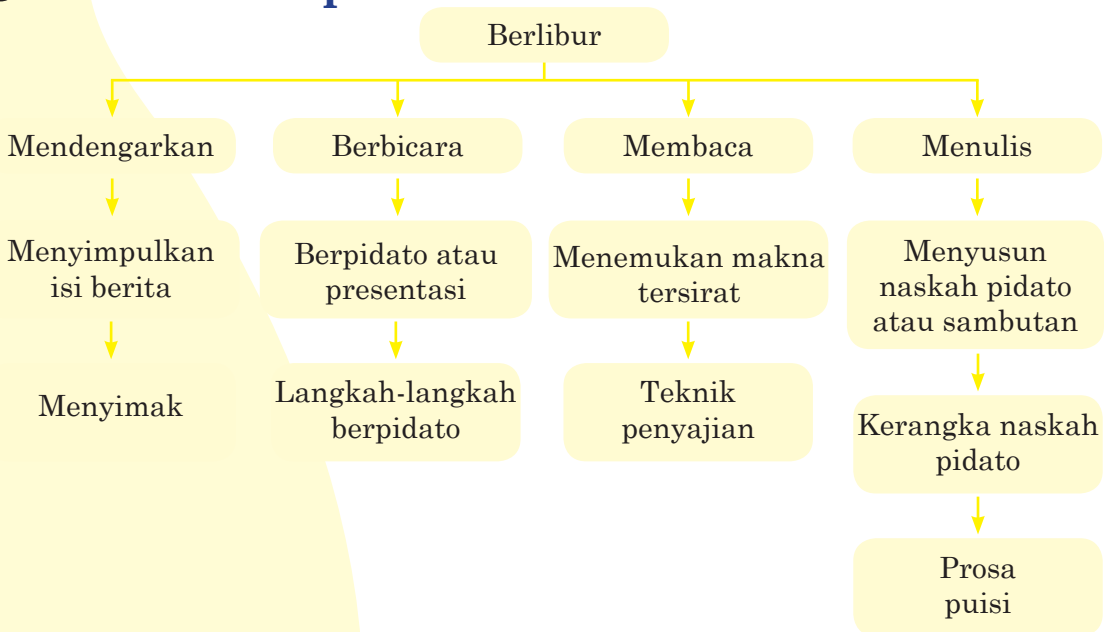 Berlibur
Mendengarkan
Berbicara
Membaca
Menulis
Menyimpulkan
isi berita
Berpidato atau
presentasi
Menemukan makna
tersirat
Menyusun
naskah pidato
atau sambutan
Menyimak
Langkah-langkah
berpidato
Teknik
penyajian
Kerangka naskah
pidato
Prosa
puisi